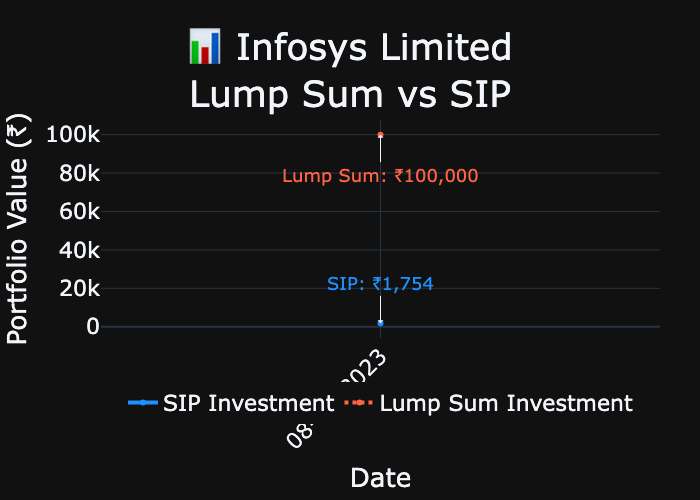 📊 Infosys Limited
Lump Sum vs SIP
Portfolio Value (₹)
100k
80k
60k
40k
20k
0
Lump Sum: ₹100,000
SIP: ₹1,754
SIP Investment
Lump Sum Investment
Date